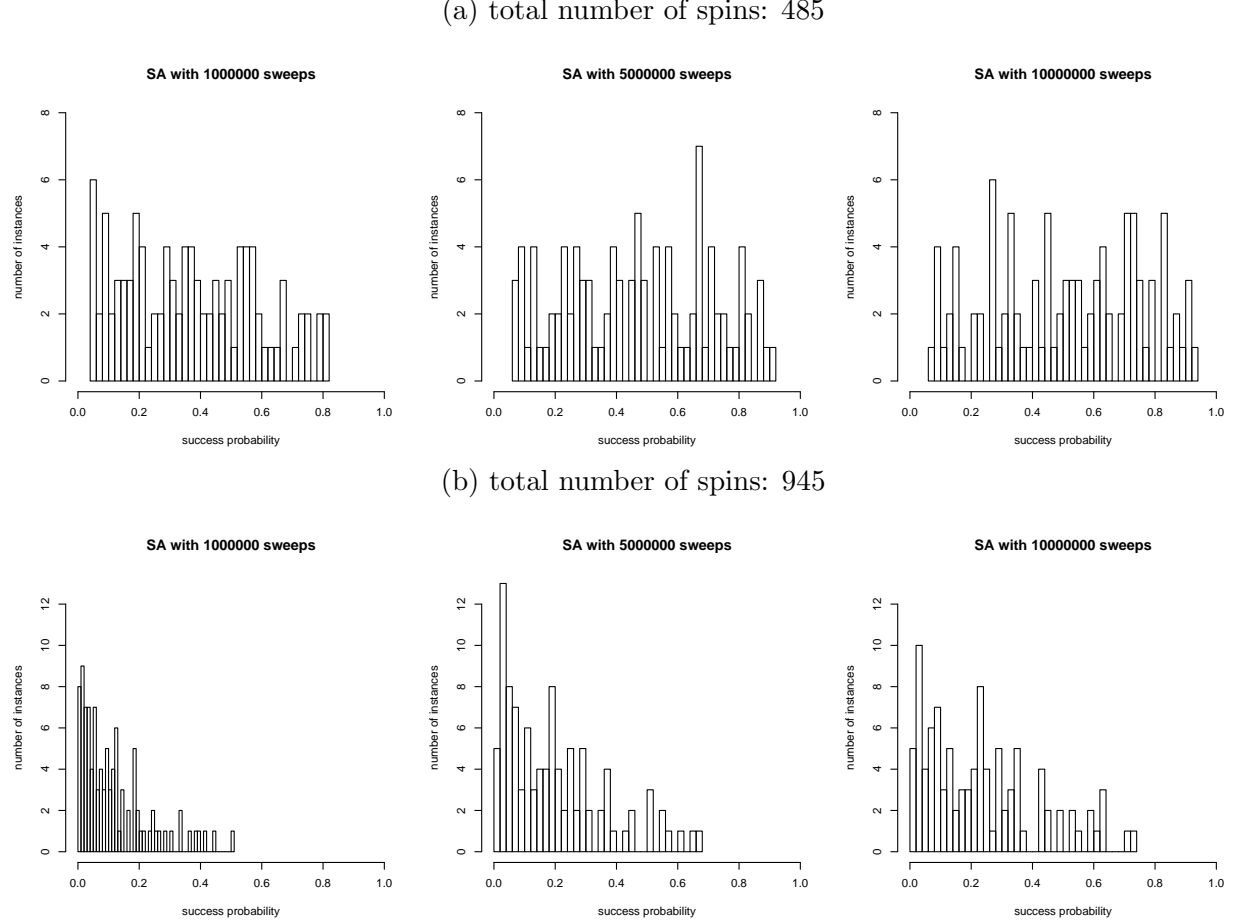 (a) total number of spins: 485
SA with 1000000 sweeps
SA with 5000000 sweeps
SA with 10000000 sweeps
number of instances
0 2 4 6 8
0.0 0.2 0.4 0.6 0.8 1.0
success probability
number of instances
0 2 4 6 8
0.0 0.2 0.4 0.6 0.8 1.0
success probability
number of instances
0 2 4 6 8
0.0 0.2 0.4 0.6 0.8 1.0
success probability
(b) total number of spins: 945
SA with 1000000 sweeps
SA with 5000000 sweeps
SA with 10000000 sweeps
number of instances
0 2 4 6 8 10 12
0.0 0.2 0.4 0.6 0.8 1.0
success probability
number of instances
0 2 4 6 8 10 12
0.0 0.2 0.4 0.6 0.8 1.0
success probability
number of instances
0 2 4 6 8 10 12
0.0 0.2 0.4 0.6 0.8 1.0
success probability